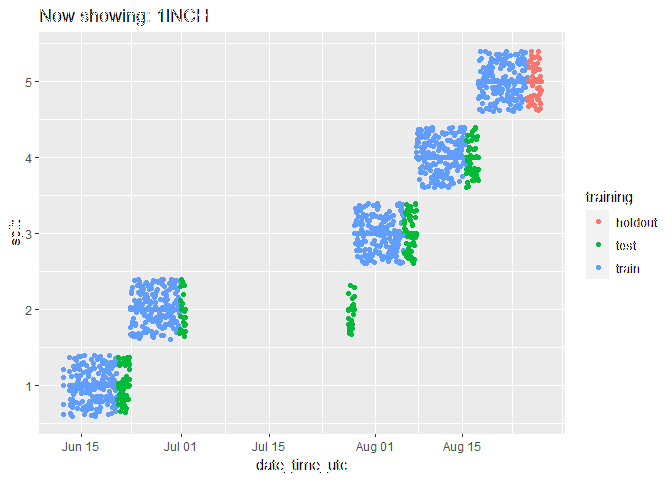 Now showing: 1INCH
5
4
3
2
1
split
Jun 15
Jul 01
Jul 15
Aug 01
Aug 15
date_time_utc
training
holdout
test
train